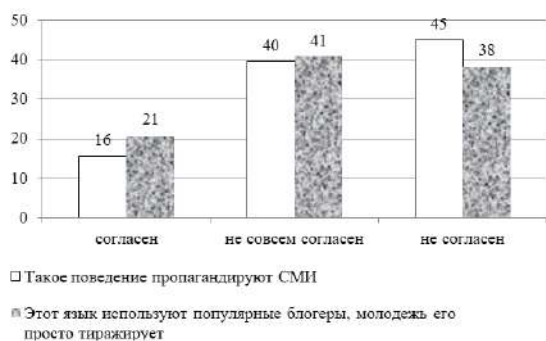 50
40
30
20
10
0
16
21
40
41
45
38
согласен
не совсем согласен
не согласен
Такое поведение пропагандируют СМИ
Этот язык используют популярные блогеры, молодежь его
просто тиражирует